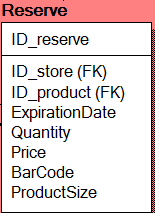 Reserve
ID_reserve
ID_store (FK)
ID_product (FK)
ExpirationDate
Quantity
Price
BarCode
ProductSize